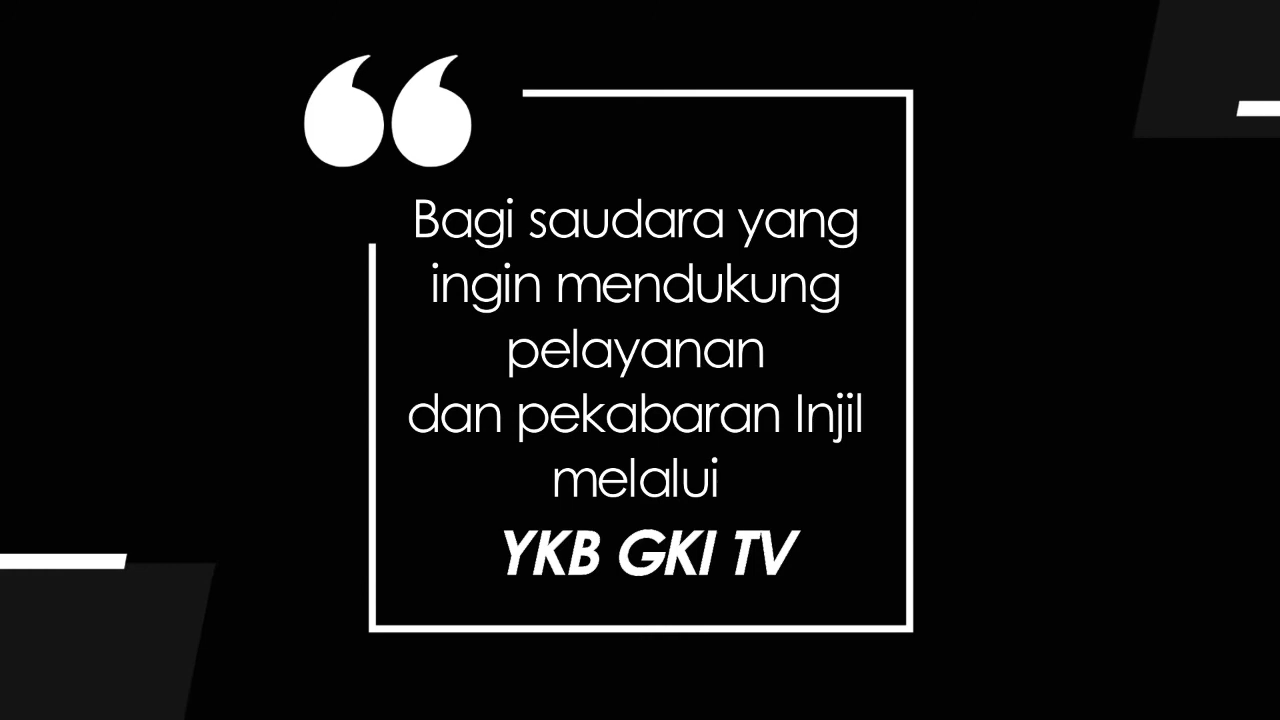 Bagi saudara yang
ingin mendukung
pelayanan
dan pekabaran Injil
melalui
YKB GKI TV